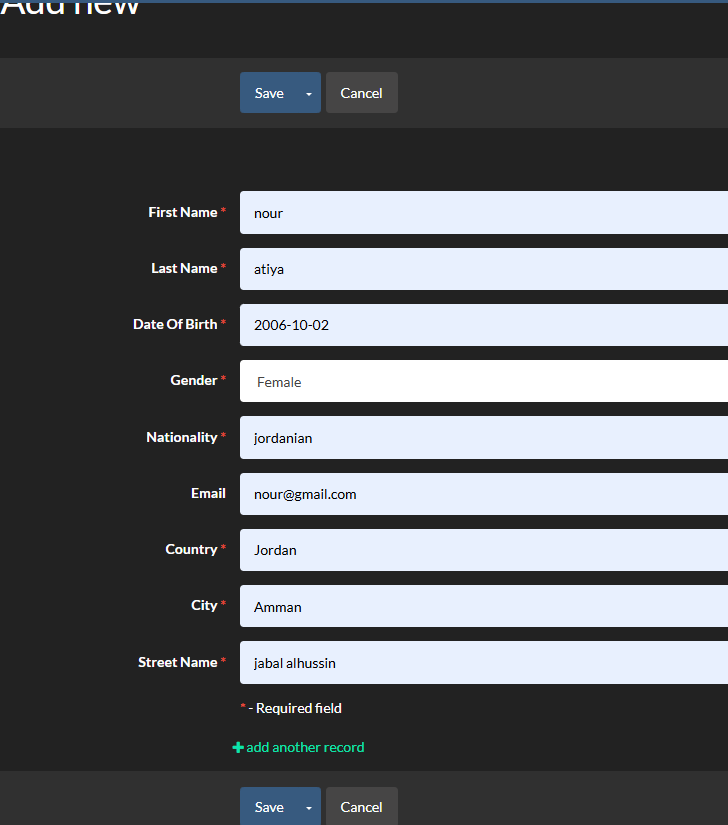 Add new
Save Cancel
First Name * nour
Last Name * atiya
Date Of Birth * 2006-10-02
Gender * Female
Nationality * jordanian
Email nour@gmail.com
Country * Jordan
City * Amman
Street Name * jabal alhussin
* - Required field
+ add another record
Save Cancel